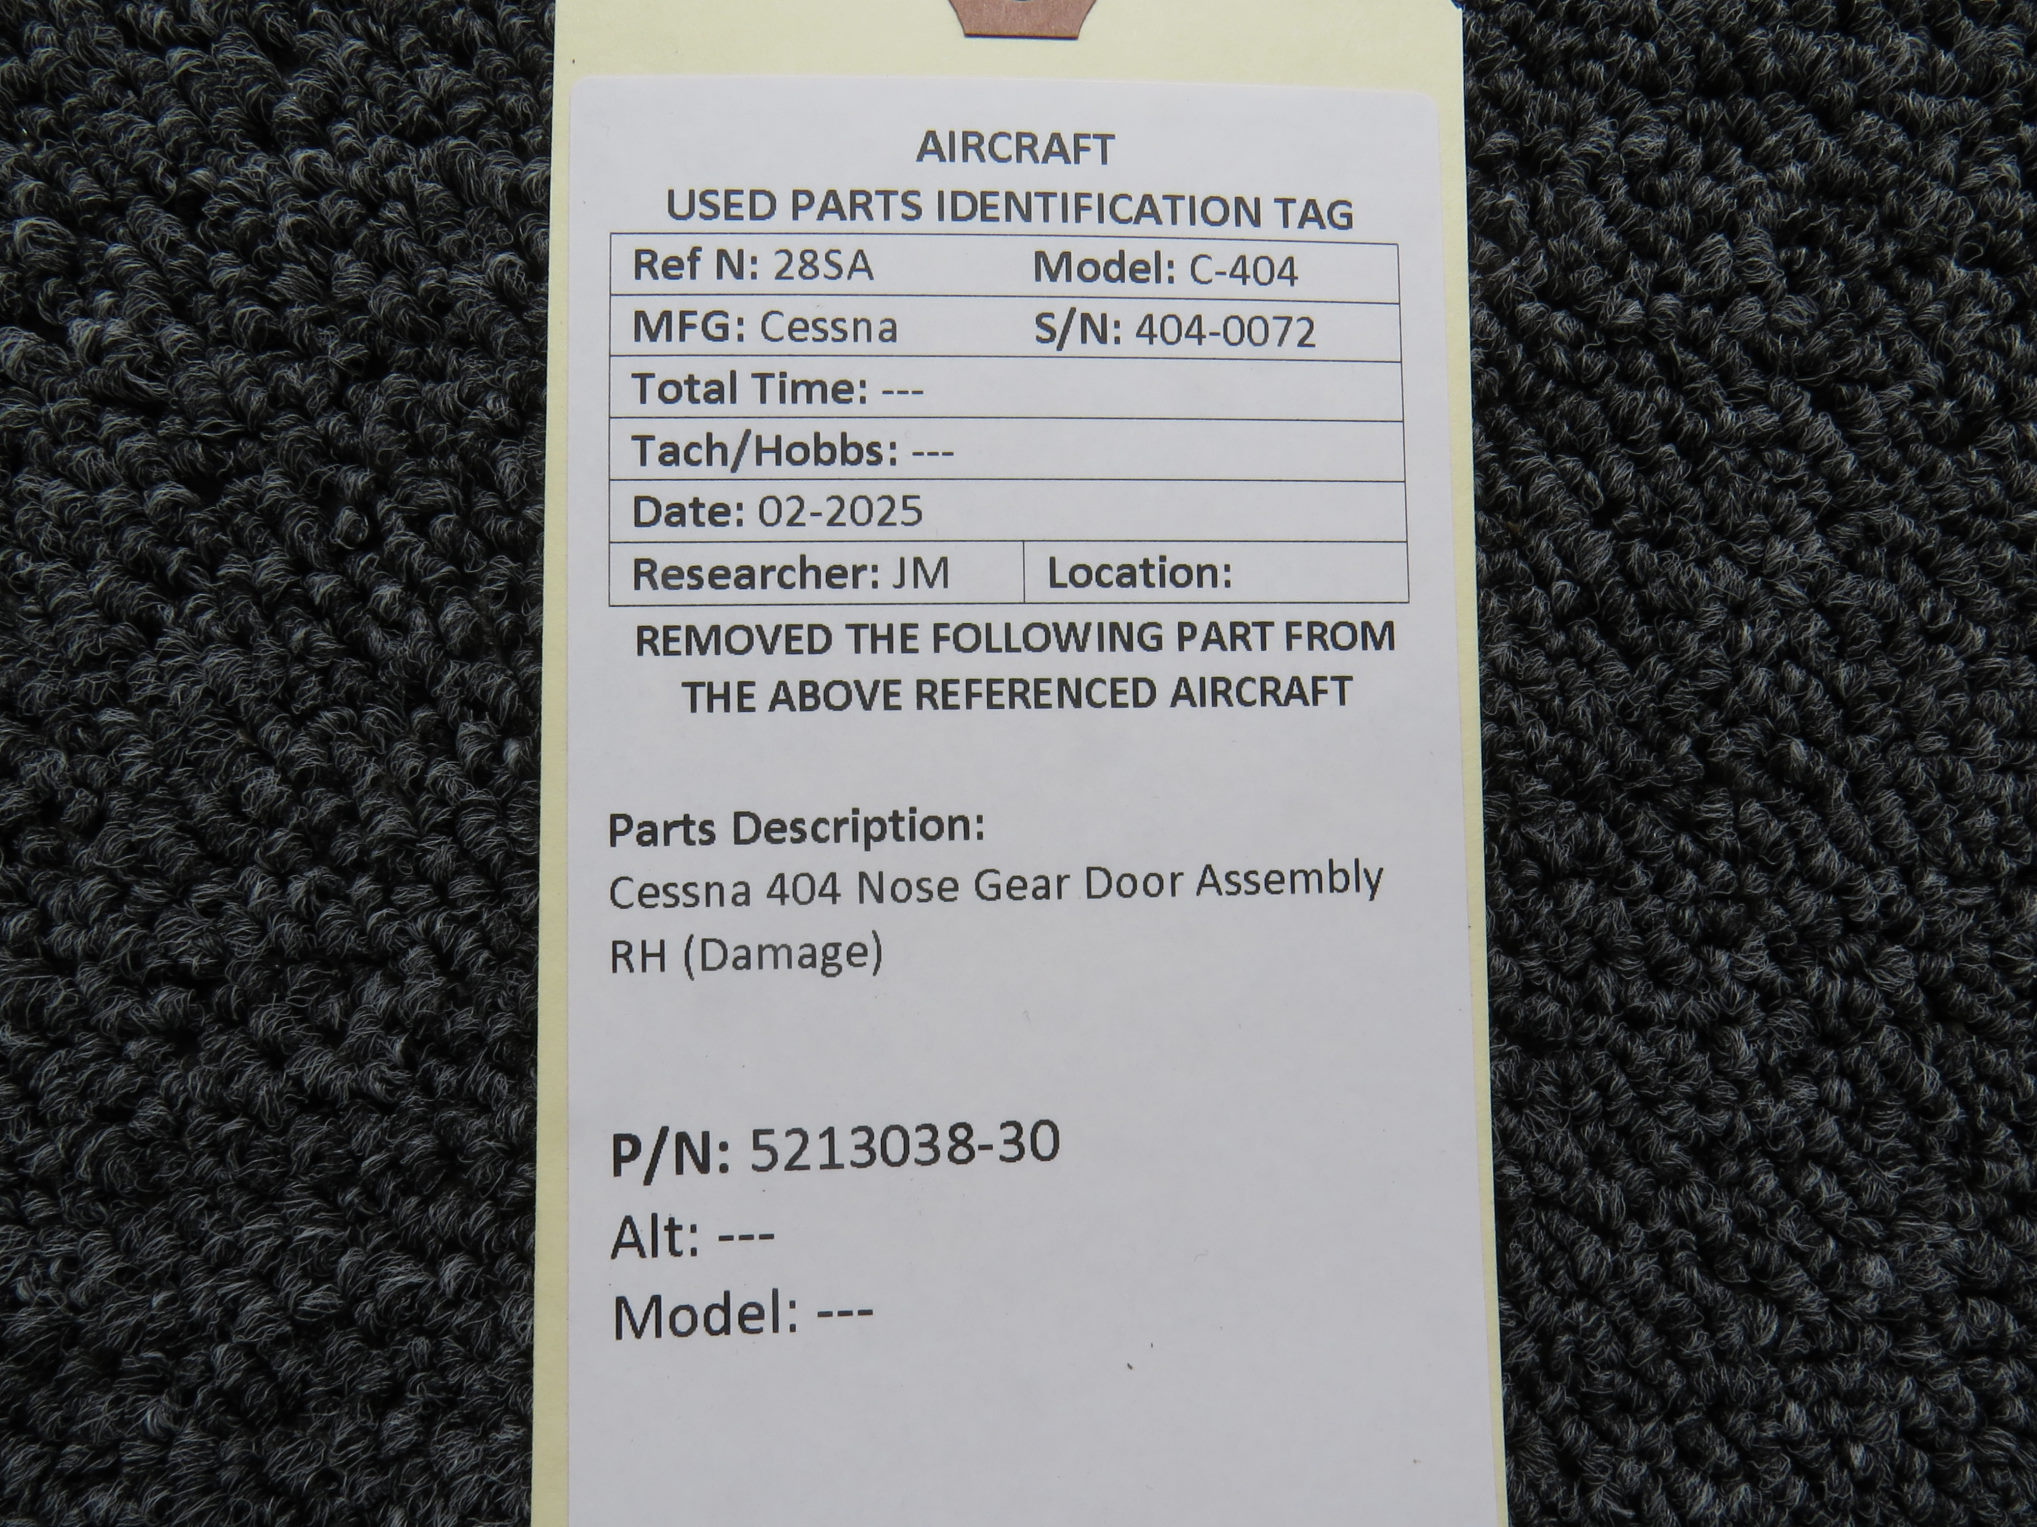 AIRCRAFT
USED PARTS IDENTIFICATION TAG
Ref N: 28SA Model: C-404
MFG: Cessna S/N: 404-0072
Total Time: ---
Tach/Hobbs: ---
Date: 02-2025
Researcher: JM Location:
REMOVED THE FOLLOWING PART FROM
THE ABOVE REFERENCED AIRCRAFT
Parts Description:
Cessna 404 Nose Gear Door Assembly
RH (Damage)
P/N: 5213038-30
Alt: ---
Model: ---